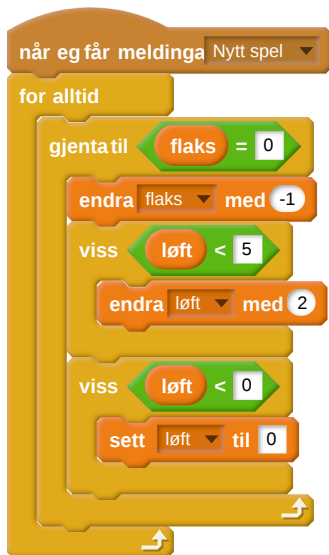 når eg får meldinga Nytt spel
for alltid
gjenta til flaks = 0
endra flaks med -1
viss løft < 5
endra løft med 2
viss løft < 0
sett løft til 0